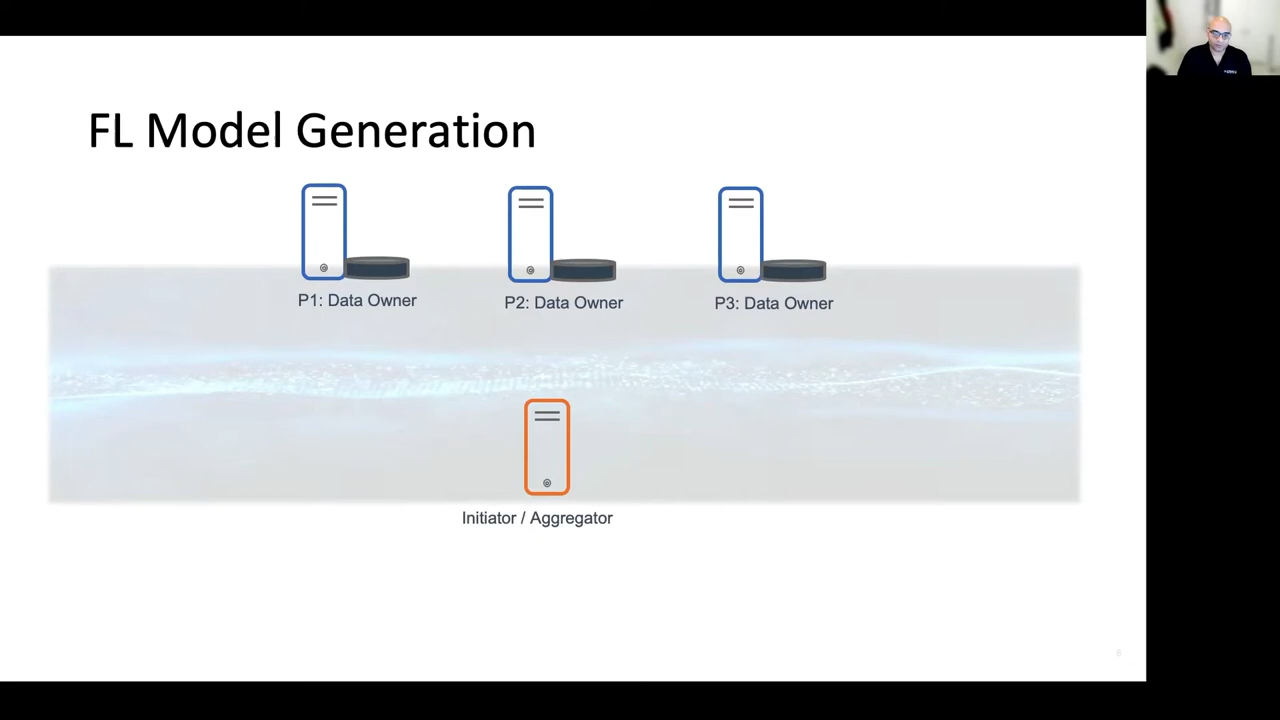 FL Model Generation
P1: Data Owner
P2: Data Owner
P3: Data Owner
Initiator / Aggregator